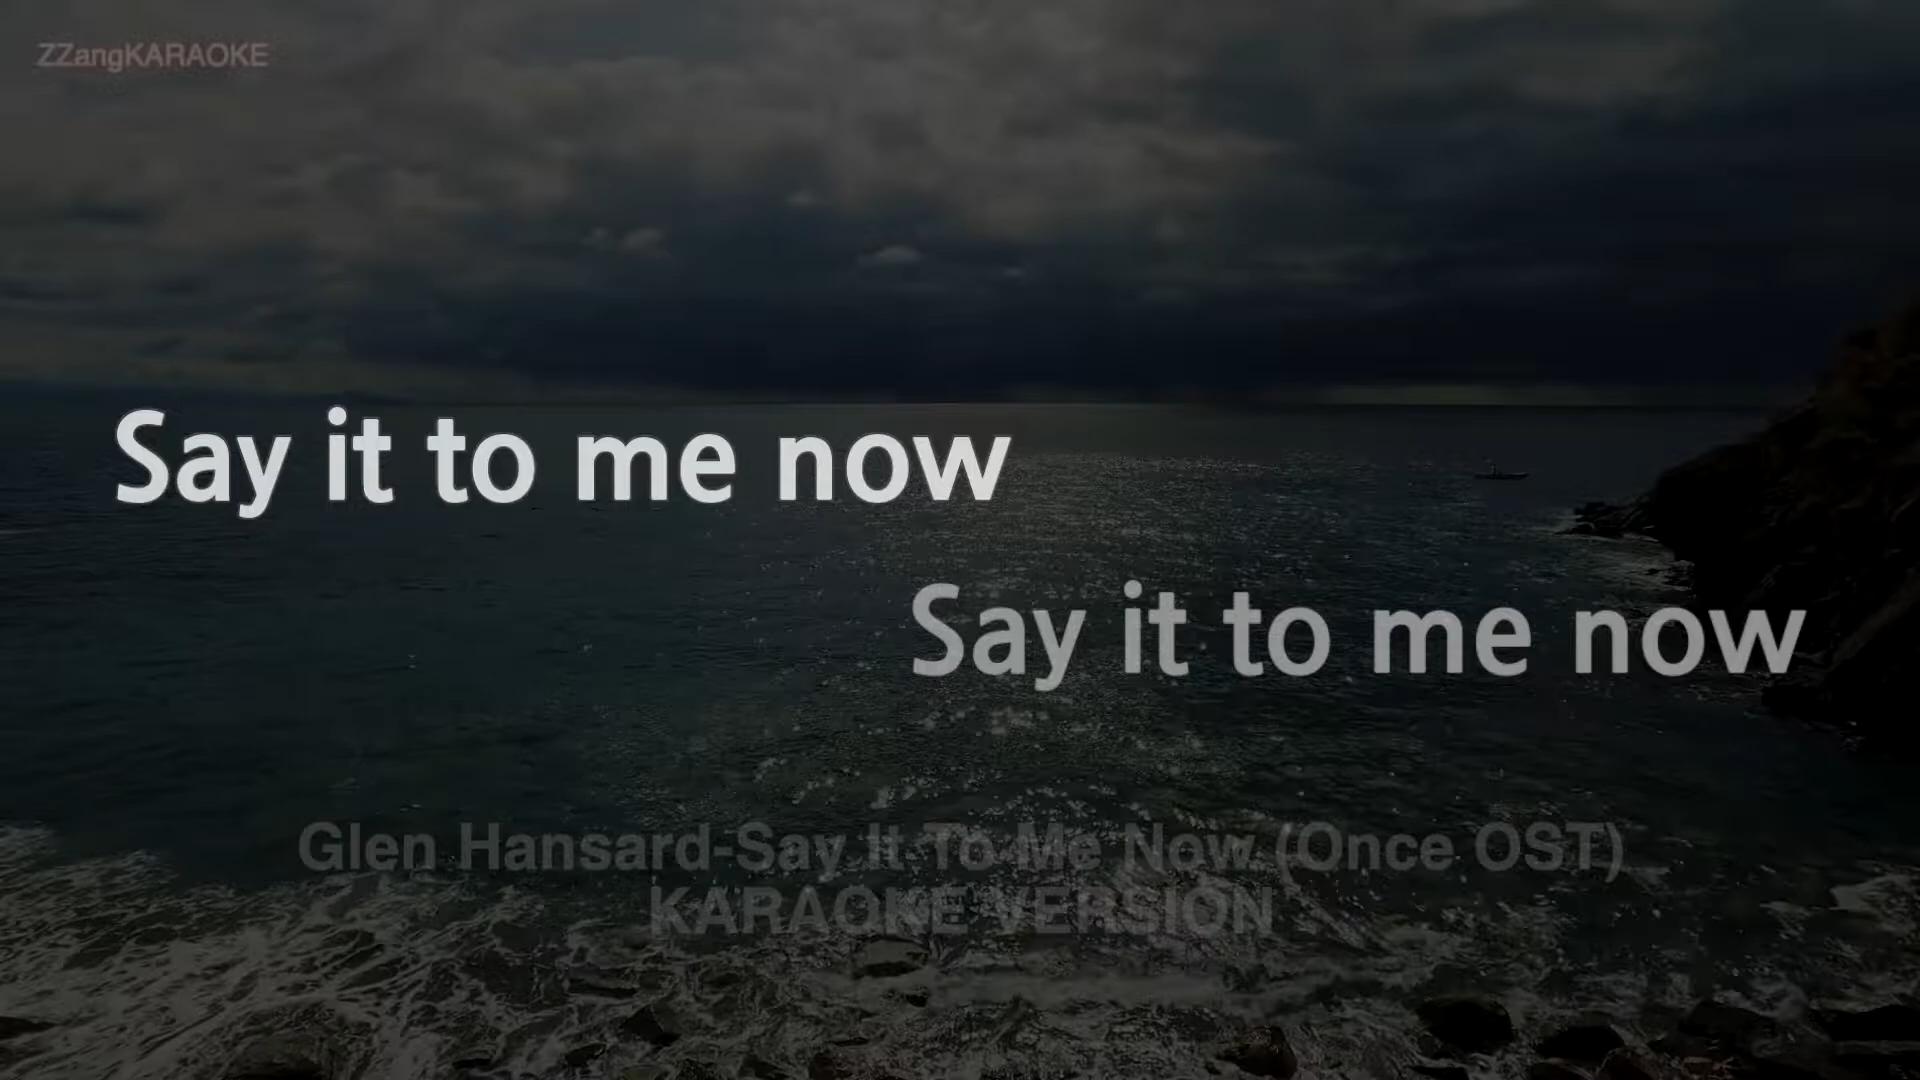 ZZangKARAOKE
Say it to me now
Say it to me now
Glen Hansard-Say It To Me Now (Once OST)
KARAOKE VERSION